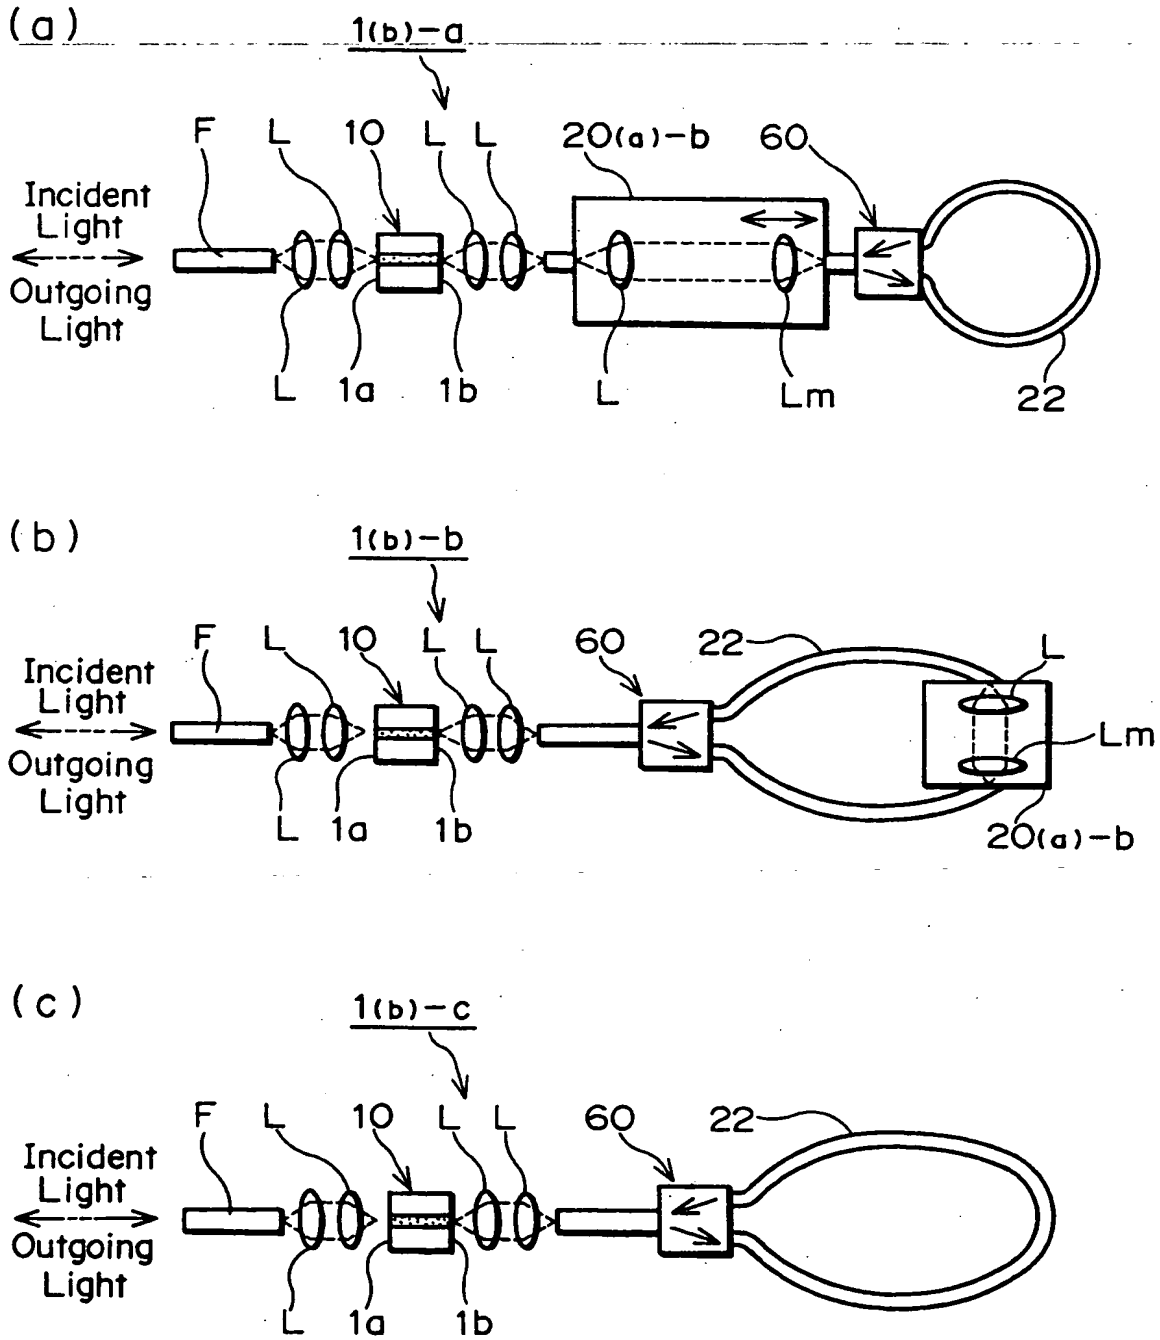 (a)
1(b)-a
F L 10 L L 20(a)-b 60
Incident
Light
Outgoing
Light
L 1a 1b L Lm 22
(b)
1(b)-b
F L 10 L L 60 22 L
Incident
Light
Lm
Outgoing
Light
L 1a 1b 20(a)-b
(c)
1(b)-c
F L 10 L L 60 22
Incident
Light
Outgoing
Light
L 1a 1b